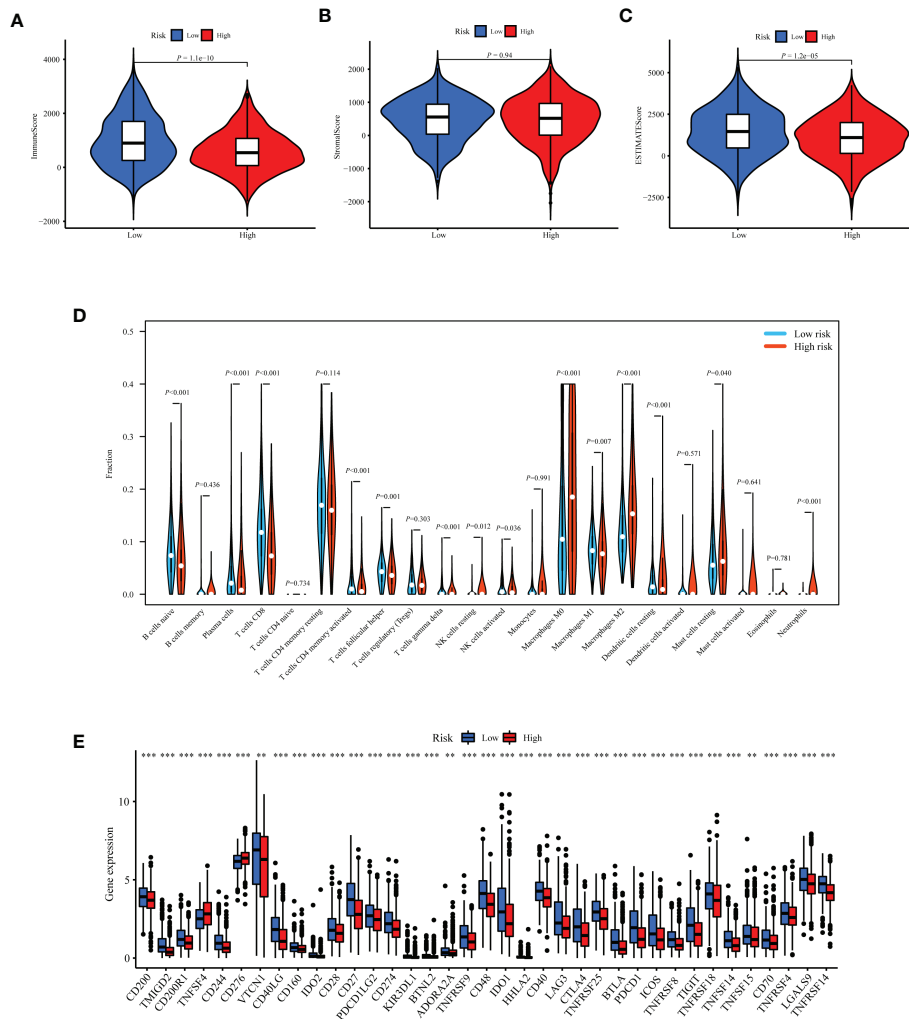 A
Risk Low High
P = 1.1e−10
4000
2000
0
−2000
ImmuneScore
Low High
B
Risk Low High
P = 0.94
2000
1000
0
−1000
−2000
StromalScore
Low High
C
Risk Low High
P = 1.2e−05
5000
2500
0
−2500
ESTIMATEScore
Low High
D
Low risk
High risk
0.5
0.4
0.3
0.2
0.1
0.0
Fraction
P<0.001
P=0.436
P<0.001
P<0.001
P=0.734
P=0.114
P<0.001
P=0.001
P=0.303
P<0.001
P=0.012
P=0.036
P=0.991
P<0.001
P=0.007
P<0.001
P<0.001
P=0.571
P=0.040
P=0.641
P=0.781
P<0.001
B cells naive
B cells memory
Plasma cells
T cells CD8
T cells CD4 naive
T cells CD4 memory resting
T cells CD4 memory activated
T cells follicular helper
T cells regulatory (Tregs)
T cells gamma delta
NK cells resting
NK cells activated
Monocytes
Macrophages M0
Macrophages M1
Macrophages M2
Dendritic cells resting
Dendritic cells activated
Mast cells resting
Mast cells activated
Eosinophils
Neutrophils
E
Risk Low High
*** *** *** *** *** *** ** *** *** *** *** *** *** *** *** *** ** *** *** *** *** *** *** *** *** *** *** *** *** *** *** *** ** *** *** *** ***
10
5
0
Gene expression
CD200
TMIGD2
CD200R1
TNFSF4
CD244
CD276
VTCN1
CD40LG
CD160
IDO2
CD28
CD27
PDCD1LG2
CD274
KIR3DL1
BTNL2
ADORA2A
TNFRSF9
CD48
IDO1
HHLA2
CD40
LAG3
CTLA4
TNFRSF25
BTLA
PDCD1
ICOS
TNFRSF8
TIGIT
TNFRSF18
TNFSF14
TNFSF15
CD70
TNFRSF4
LGALS9
TNFRSF14